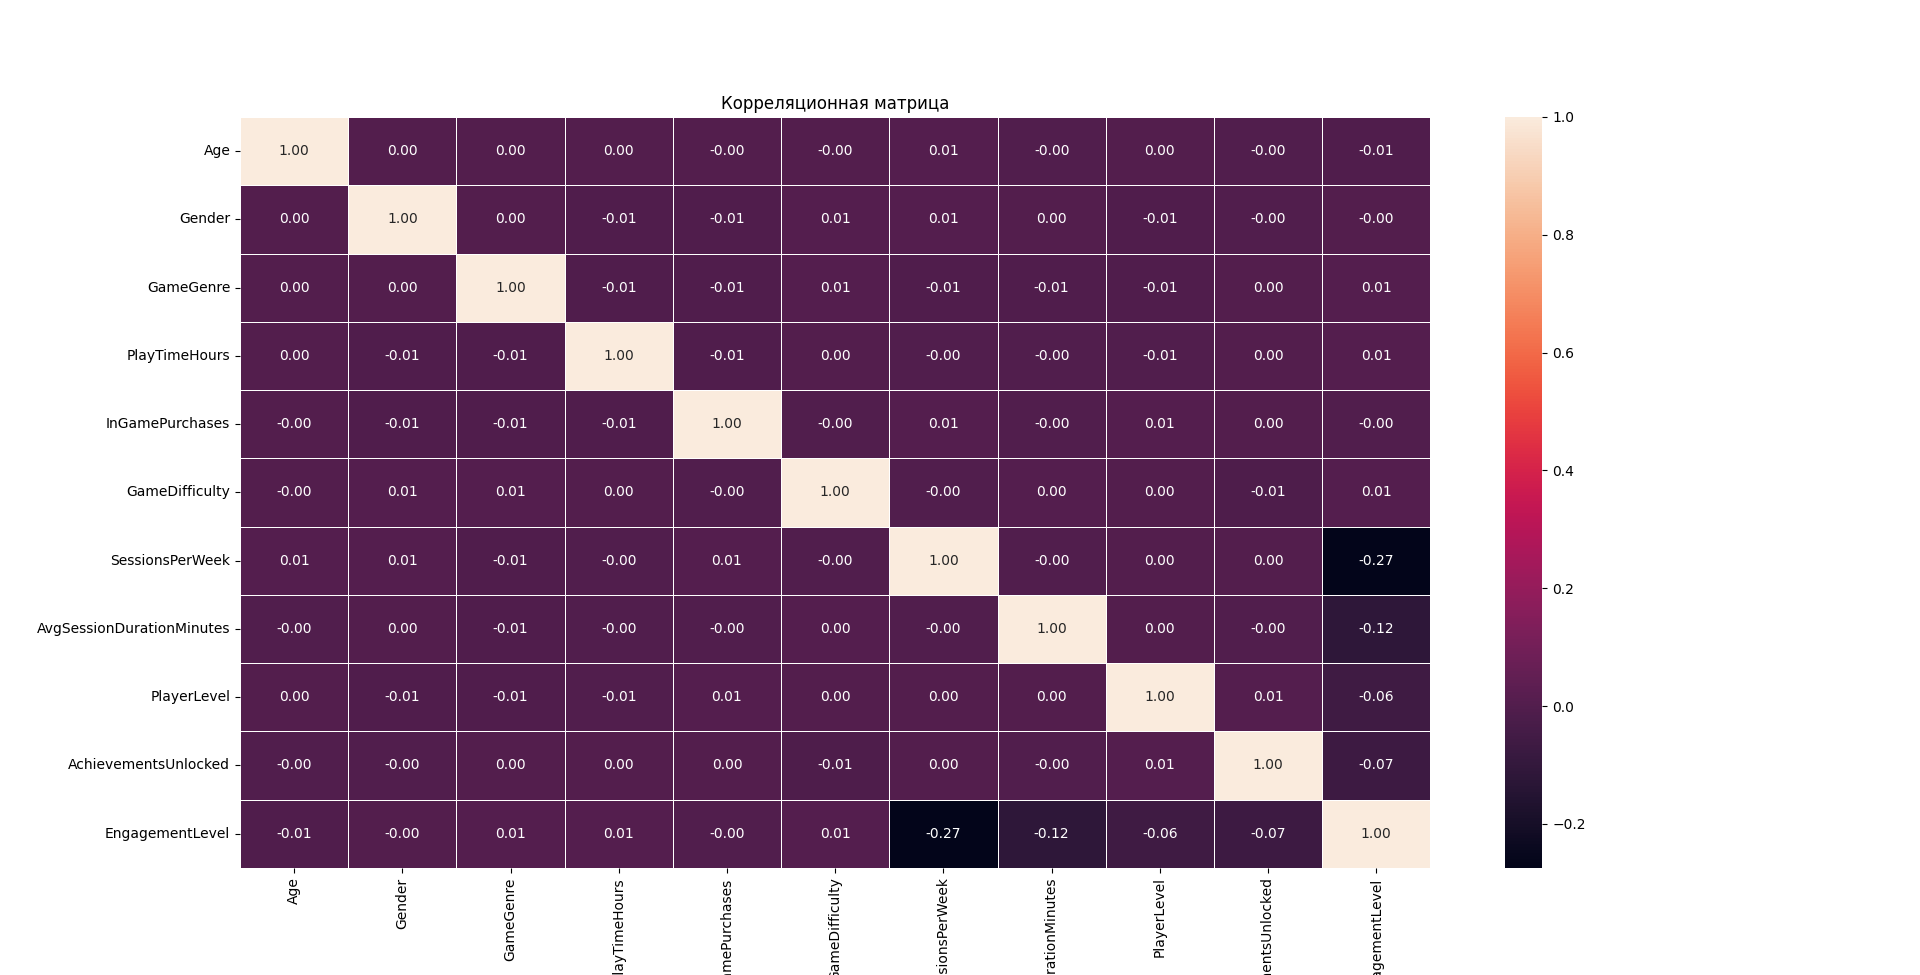 Корреляционная матрица
Age 1.00 0.00 0.00 0.00 -0.00 -0.00 0.01 -0.00 0.00 -0.00 -0.01
Gender 0.00 1.00 0.00 -0.01 -0.01 0.01 0.01 0.00 -0.01 -0.00 -0.00
GameGenre 0.00 0.00 1.00 -0.01 -0.01 0.01 -0.01 -0.01 -0.01 0.00 0.01
PlayTimeHours 0.00 -0.01 -0.01 1.00 -0.01 0.00 -0.00 -0.00 -0.01 0.00 0.01
InGamePurchases -0.00 -0.01 -0.01 -0.01 1.00 -0.00 0.01 -0.00 0.01 0.00 -0.00
GameDifficulty -0.00 0.01 0.01 0.00 -0.00 1.00 -0.00 0.00 0.00 -0.01 0.01
SessionsPerWeek 0.01 0.01 -0.01 -0.00 0.01 -0.00 1.00 -0.00 0.00 0.00 -0.27
AvgSessionDurationMinutes -0.00 0.00 -0.01 -0.00 -0.00 0.00 -0.00 1.00 0.00 -0.00 -0.12
PlayerLevel 0.00 -0.01 -0.01 -0.01 0.01 0.00 0.00 0.00 1.00 0.01 -0.06
AchievementsUnlocked -0.00 -0.00 0.00 0.00 0.00 -0.01 0.00 -0.00 0.01 1.00 -0.07
EngagementLevel -0.01 -0.00 0.01 0.01 -0.00 0.01 -0.27 -0.12 -0.06 -0.07 1.00
Age
Gender
GameGenre
layTimeHours
mePurchases
GameDifficulty
sionsPerWeek
rationMinutes
PlayerLevel
mentsUnlocked
agementLevel
1.0
0.8
0.6
0.4
0.2
0.0
−0.2